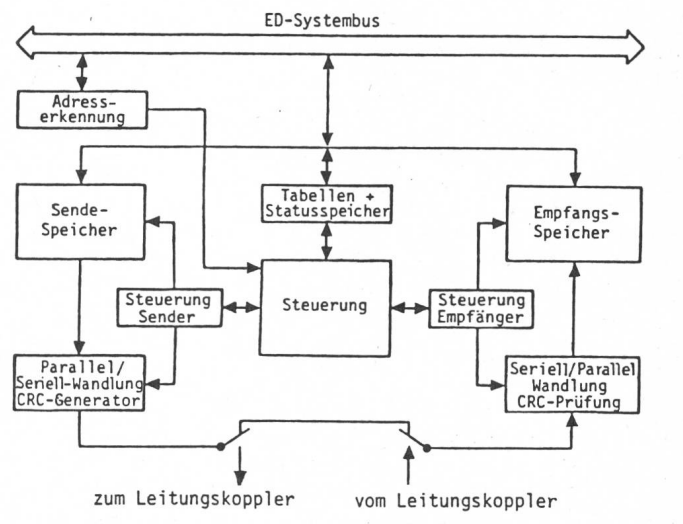 ED-Systembus
Adress-
erkennung
Sende-
Speicher
Tabellen +
Statusspeicher
Empfangs-
Speicher
Steuerung
Sender
Steuerung
Steuerung
Empfänger
Parallel/
Seriell-Wandlung
CRC-Generator
Seriell/Parallel
Wandlung
CRC-Prüfung
zum Leitungskoppler
vom Leitungskoppler